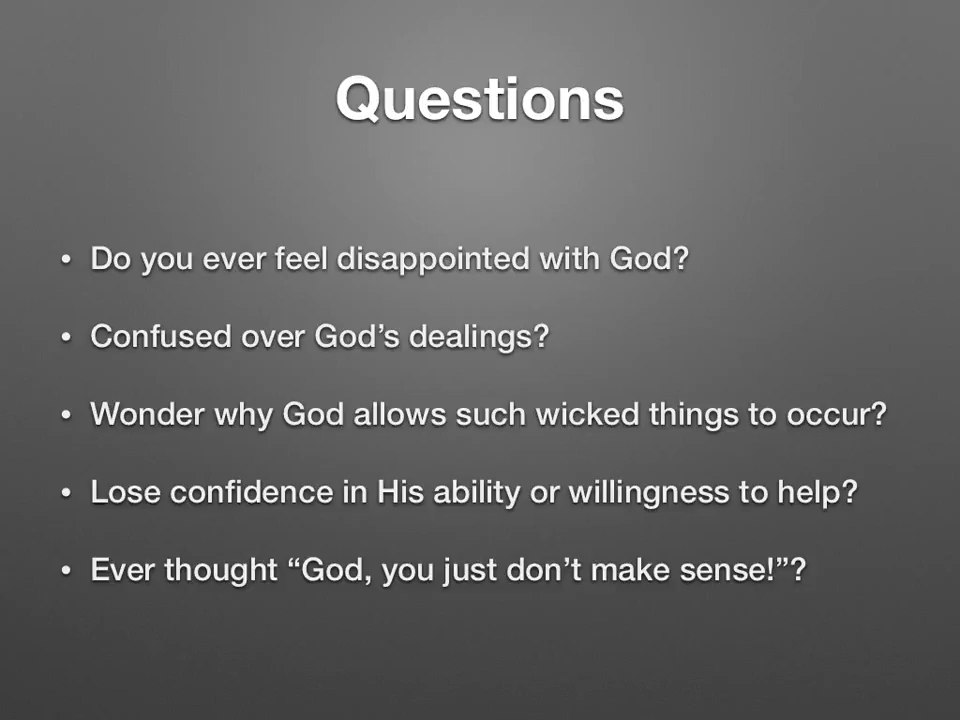 Questions
• Do you ever feel disappointed with God?
• Confused over God’s dealings?
• Wonder why God allows such wicked things to occur?
• Lose confidence in His ability or willingness to help?
• Ever thought “God, you just don’t make sense!”?